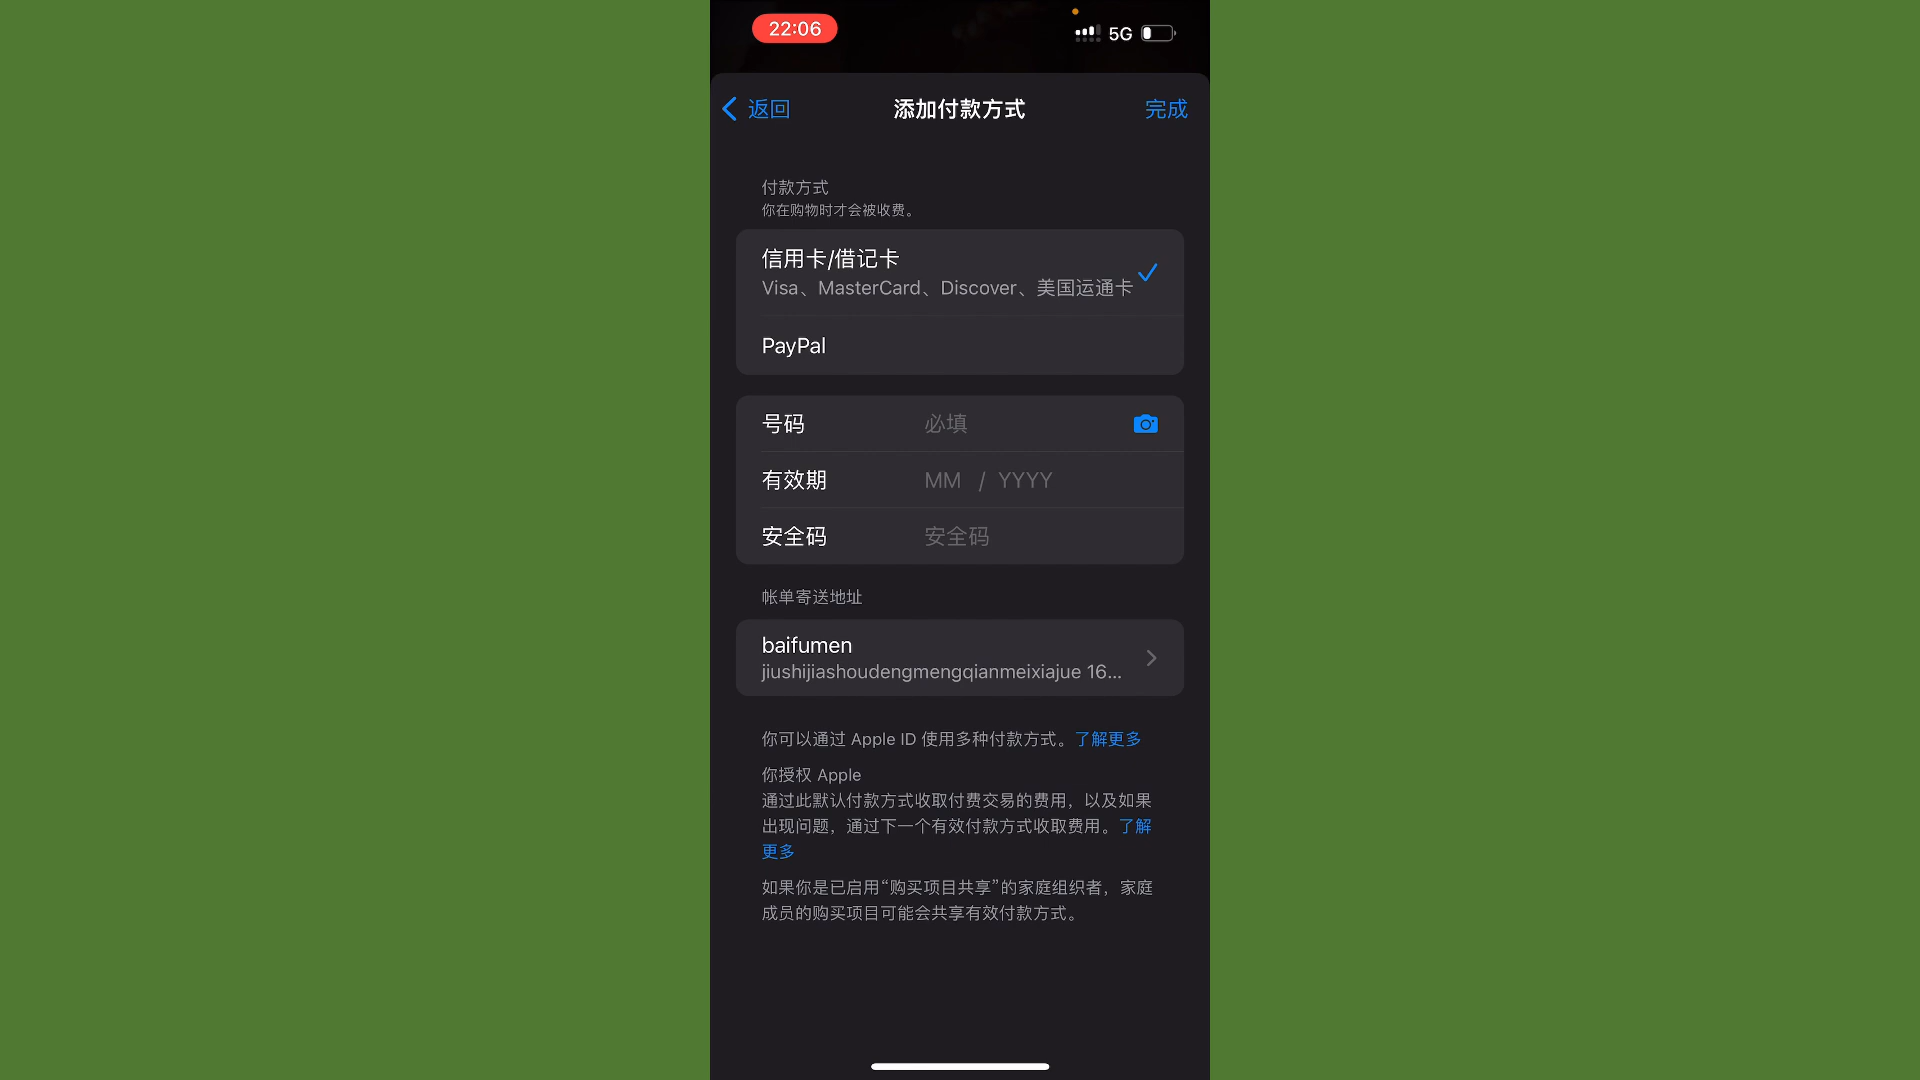 22:06
5G
返回
添加付款方式
完成
付款方式
你在购物时才会被收费。
信用卡/借记卡
Visa、MasterCard、Discover、美国运通卡
PayPal
号码 必填
有效期 MM / YYYY
安全码 安全码
帐单寄送地址
baifumen
jiushijiashoudengmengqianmeixiajue 16...
你可以通过 Apple ID 使用多种付款方式。了解更多
你授权 Apple
通过此默认付款方式收取付费交易的费用，以及如果
出现问题，通过下一个有效付款方式收取费用。了解
更多
如果你是已启用“购买项目共享”的家庭组织者，家庭
成员的购买项目可能会共享有效付款方式。